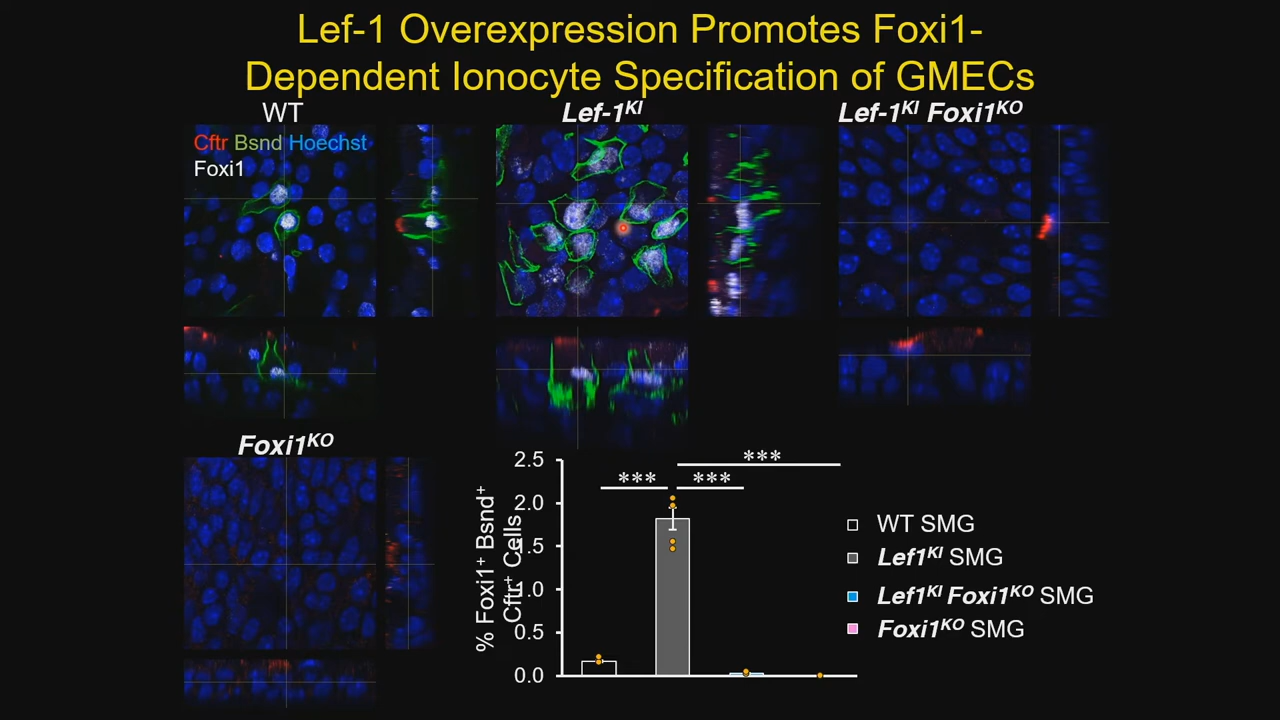 Lef-1 Overexpression Promotes Foxi1-
Dependent Ionocyte Specification of GMECs
WT
Lef-1KI
Lef-1KI Foxi1KO
Cftr Bsnd Hoechst
Foxi1
Foxi1KO
% Foxi1+ Bsnd+
Cftr+ Cells
2.5
2.0
1.5
1.0
0.5
0.0
***
***
***
WT SMG
Lef1KI SMG
Lef1KI Foxi1KO SMG
Foxi1KO SMG